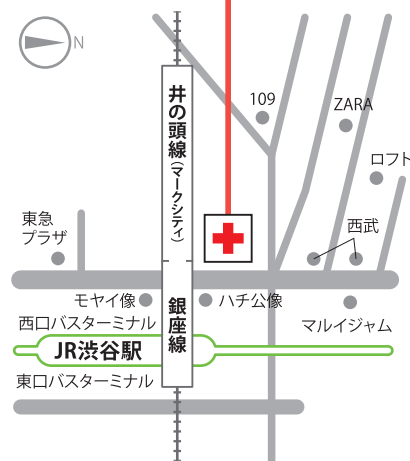 N
109
ZARA
ロフト
井の頭線（マークシティ）
西武
東急
プラザ
モヤイ像
ハチ公像
銀座線
マルイジャム
西口バスターミナル
JR渋谷駅
東口バスターミナル